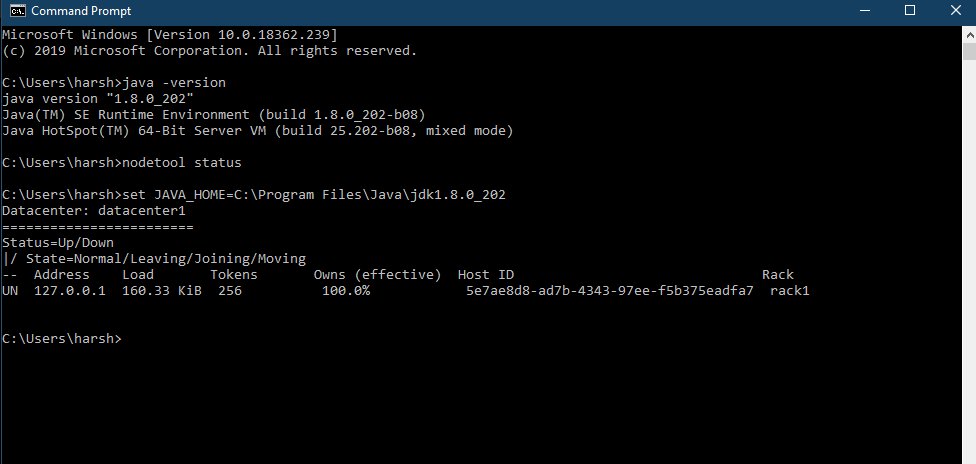 Command Prompt
Microsoft Windows [Version 10.0.18362.239]
(c) 2019 Microsoft Corporation. All rights reserved.
C:\Users\harsh>java -version
java version "1.8.0_202"
Java(TM) SE Runtime Environment (build 1.8.0_202-b08)
Java HotSpot(TM) 64-Bit Server VM (build 25.202-b08, mixed mode)
C:\Users\harsh>nodetool status
C:\Users\harsh>set JAVA_HOME=C:\Program Files\Java\jdk1.8.0_202
Datacenter: datacenter1
========================
Status=Up/Down
|/ State=Normal/Leaving/Joining/Moving
--  Address    Load       Tokens       Owns (effective)  Host ID                               Rack
UN  127.0.0.1  160.33 KiB  256          100.0%            5e7ae8d8-ad7b-4343-97ee-f5b375eadfa7  rack1
C:\Users\harsh>